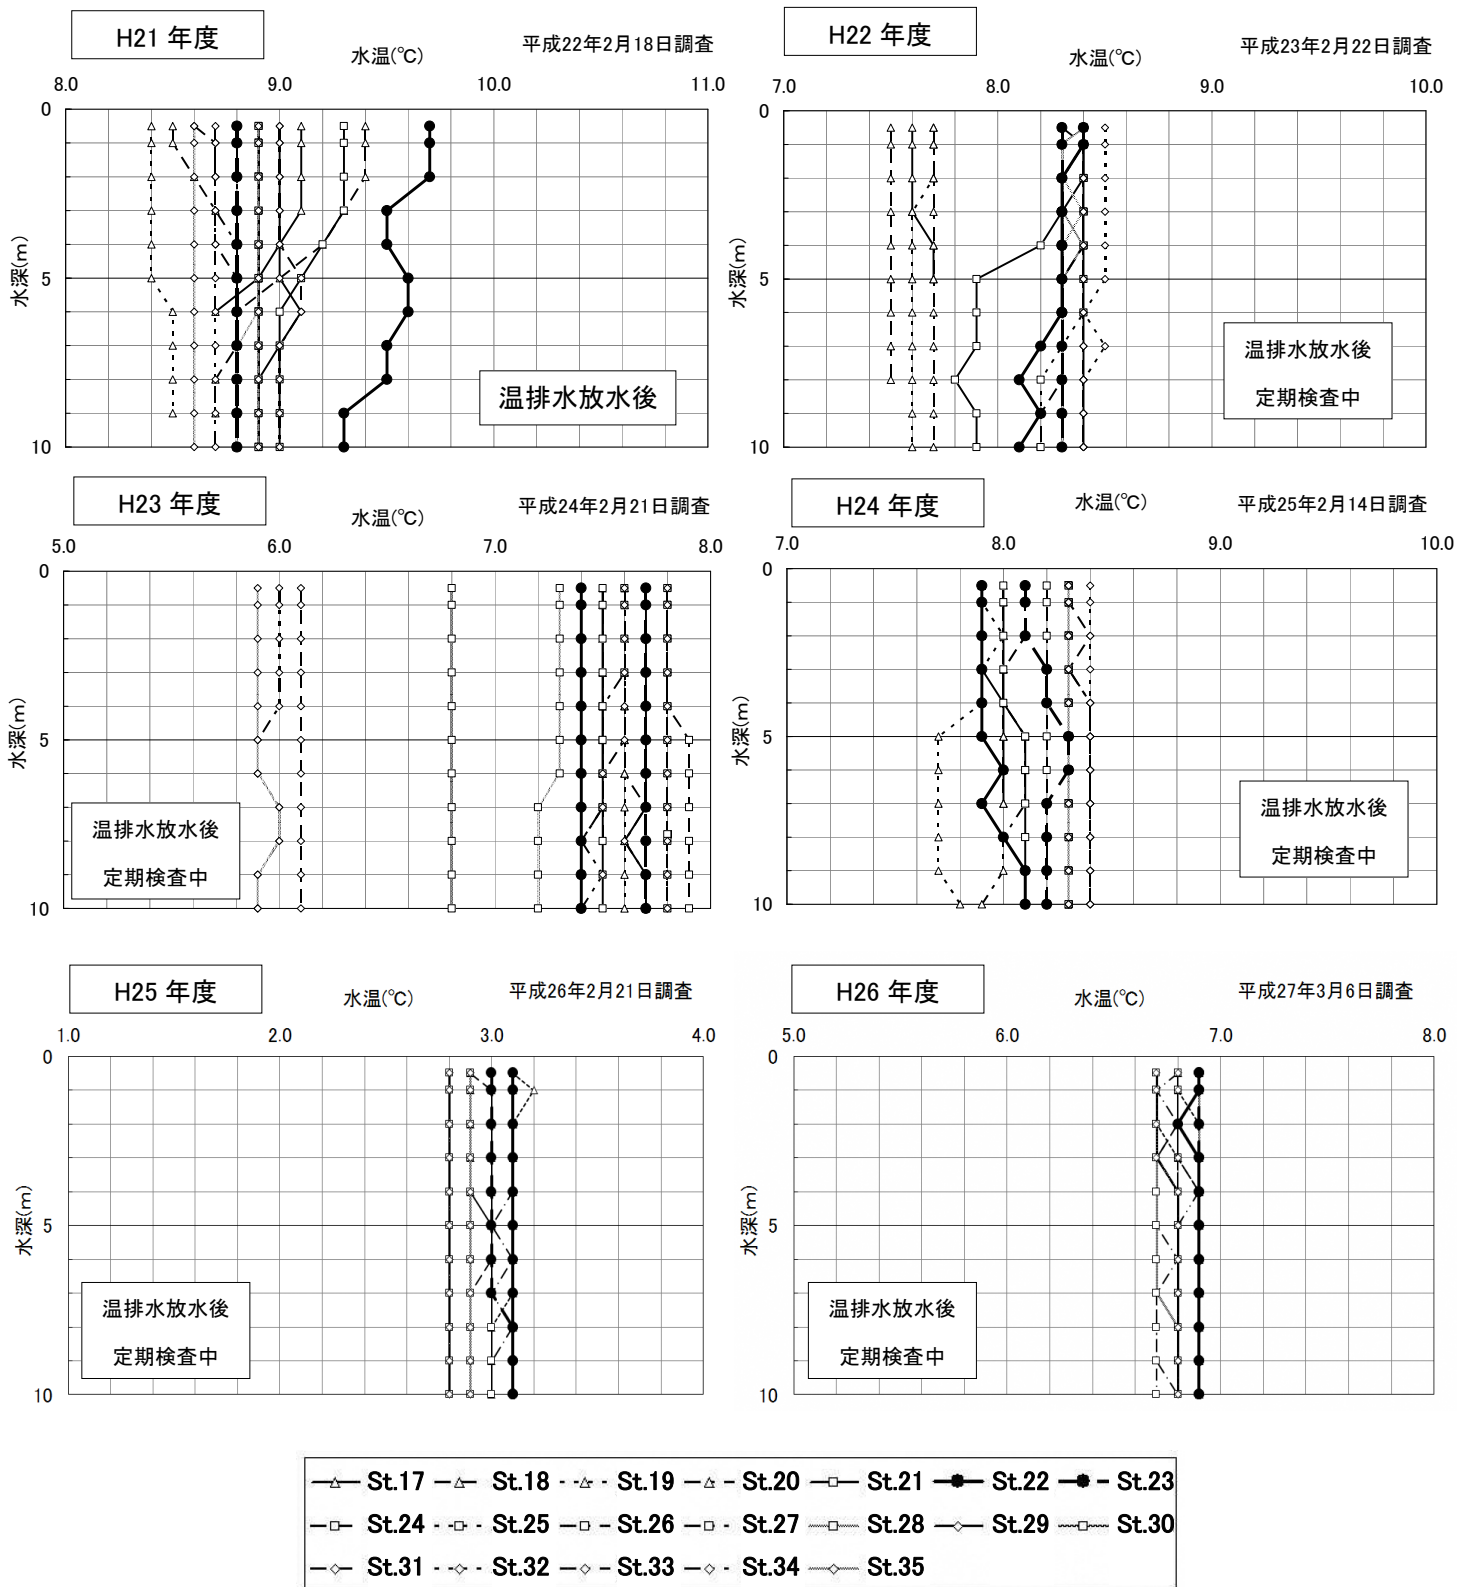 H21 年度
水温(℃)
平成22年2月18日調査
8.0 9.0 10.0 11.0
0
5
10
水深(m)
温排水放水後
H22 年度
水温(℃)
平成23年2月22日調査
7.0 8.0 9.0 10.0
0
5
10
水深(m)
温排水放水後
定期検査中
H23 年度
水温(℃)
平成24年2月21日調査
5.0 6.0 7.0 8.0
0
5
10
水深(m)
温排水放水後
定期検査中
H24 年度
水温(℃)
平成25年2月14日調査
7.0 8.0 9.0 10.0
0
5
10
水深(m)
温排水放水後
定期検査中
H25 年度
水温(℃)
平成26年2月21日調査
1.0 2.0 3.0 4.0
0
5
10
水深(m)
温排水放水後
定期検査中
H26 年度
水温(℃)
平成27年3月6日調査
5.0 6.0 7.0 8.0
0
5
10
水深(m)
温排水放水後
定期検査中
St.17 St.18 St.19 St.20 St.21 St.22 St.23
St.24 St.25 St.26 St.27 St.28 St.29 St.30
St.31 St.32 St.33 St.34 St.35